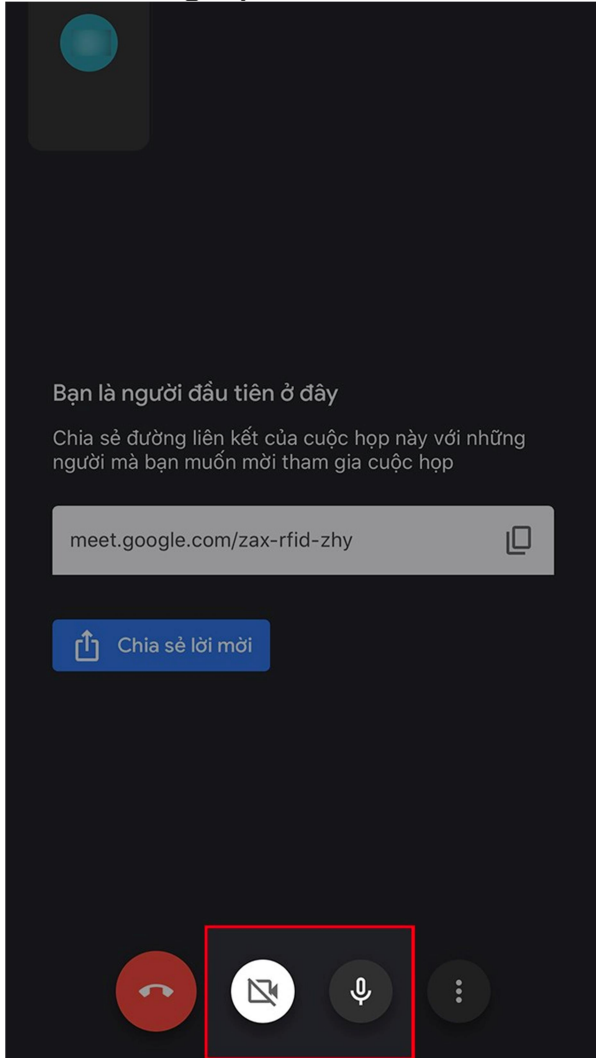 Bạn là người đầu tiên ở đây
Chia sẻ đường liên kết của cuộc họp này với những
người mà bạn muốn mời tham gia cuộc họp
meet.google.com/zax-rfid-zhy
Chia sẻ lời mời